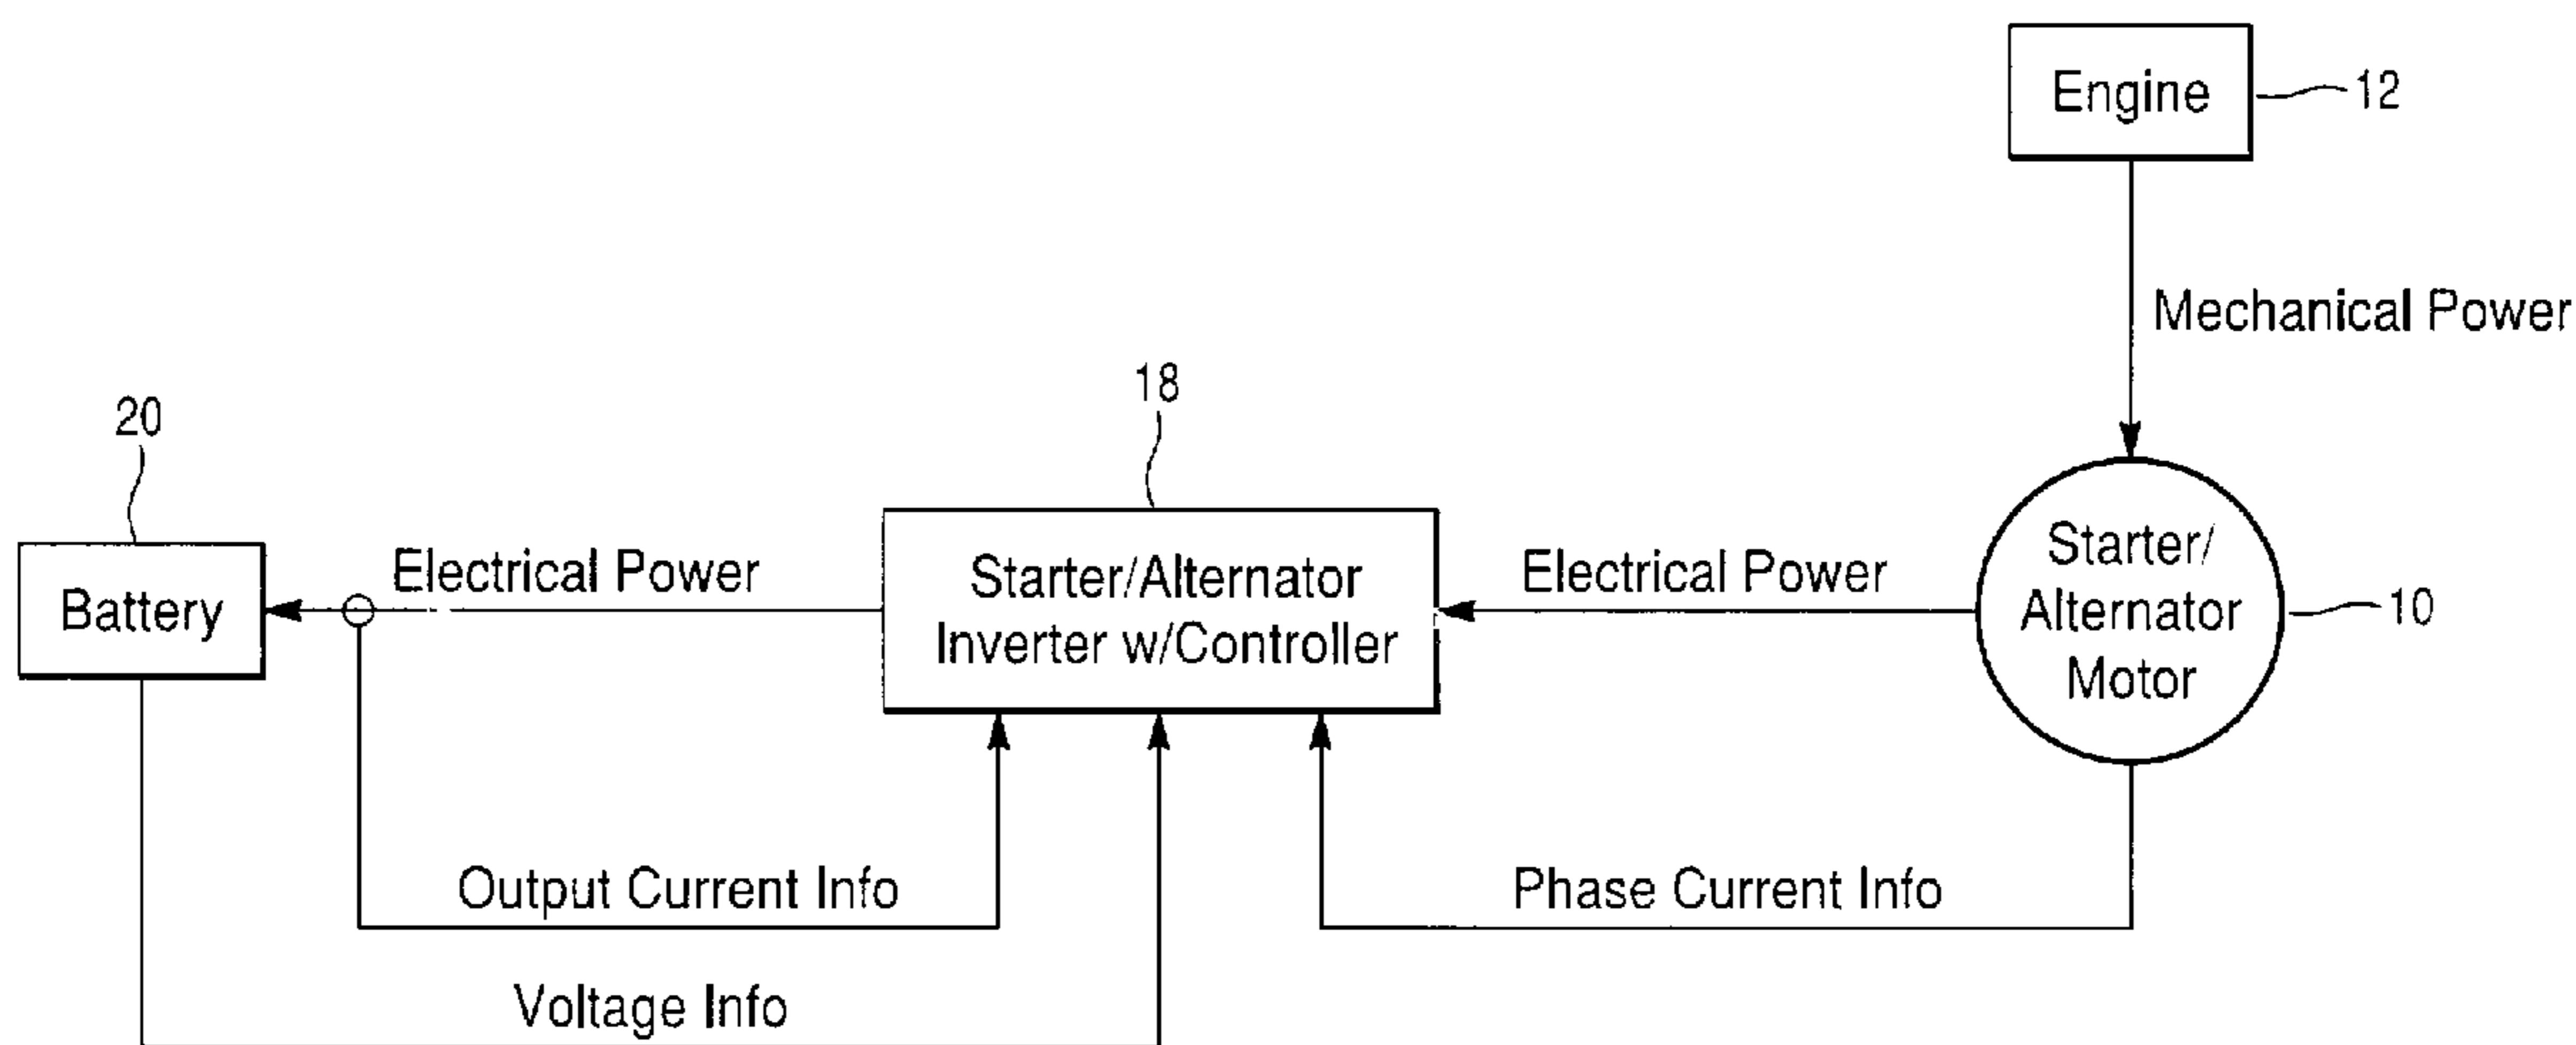 Engine
12
Mechanical Power
18
20
Battery
Electrical Power
Starter/Alternator
Inverter w/Controller
Electrical Power
Starter/
Alternator
Motor
10
Output Current Info
Phase Current Info
Voltage Info